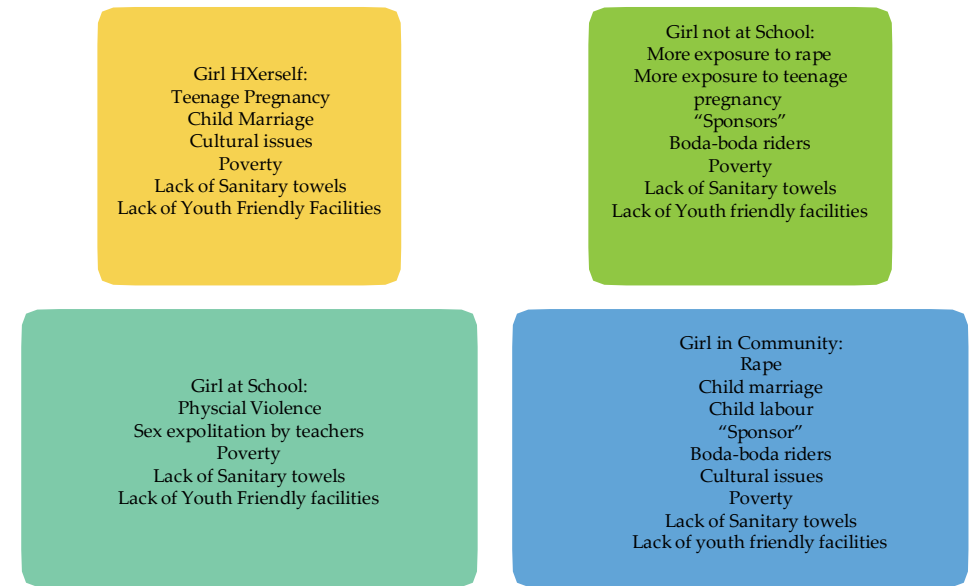 Girl HXerself:
Teenage Pregnancy
Child Marriage
Cultural issues
Poverty
Lack of Sanitary towels
Lack of Youth Friendly Facilities
Girl not at School:
More exposure to rape
More exposure to teenage
pregnancy
“Sponsors”
Boda-boda riders
Poverty
Lack of Sanitary towels
Lack of Youth friendly facilities
Girl at School:
Physcial Violence
Sex expolitation by teachers
Poverty
Lack of Sanitary towels
Lack of Youth Friendly facilities
Girl in Community:
Rape
Child marriage
Child labour
“Sponsor”
Boda-boda riders
Cultural issues
Poverty
Lack of Sanitary towels
Lack of youth friendly facilities